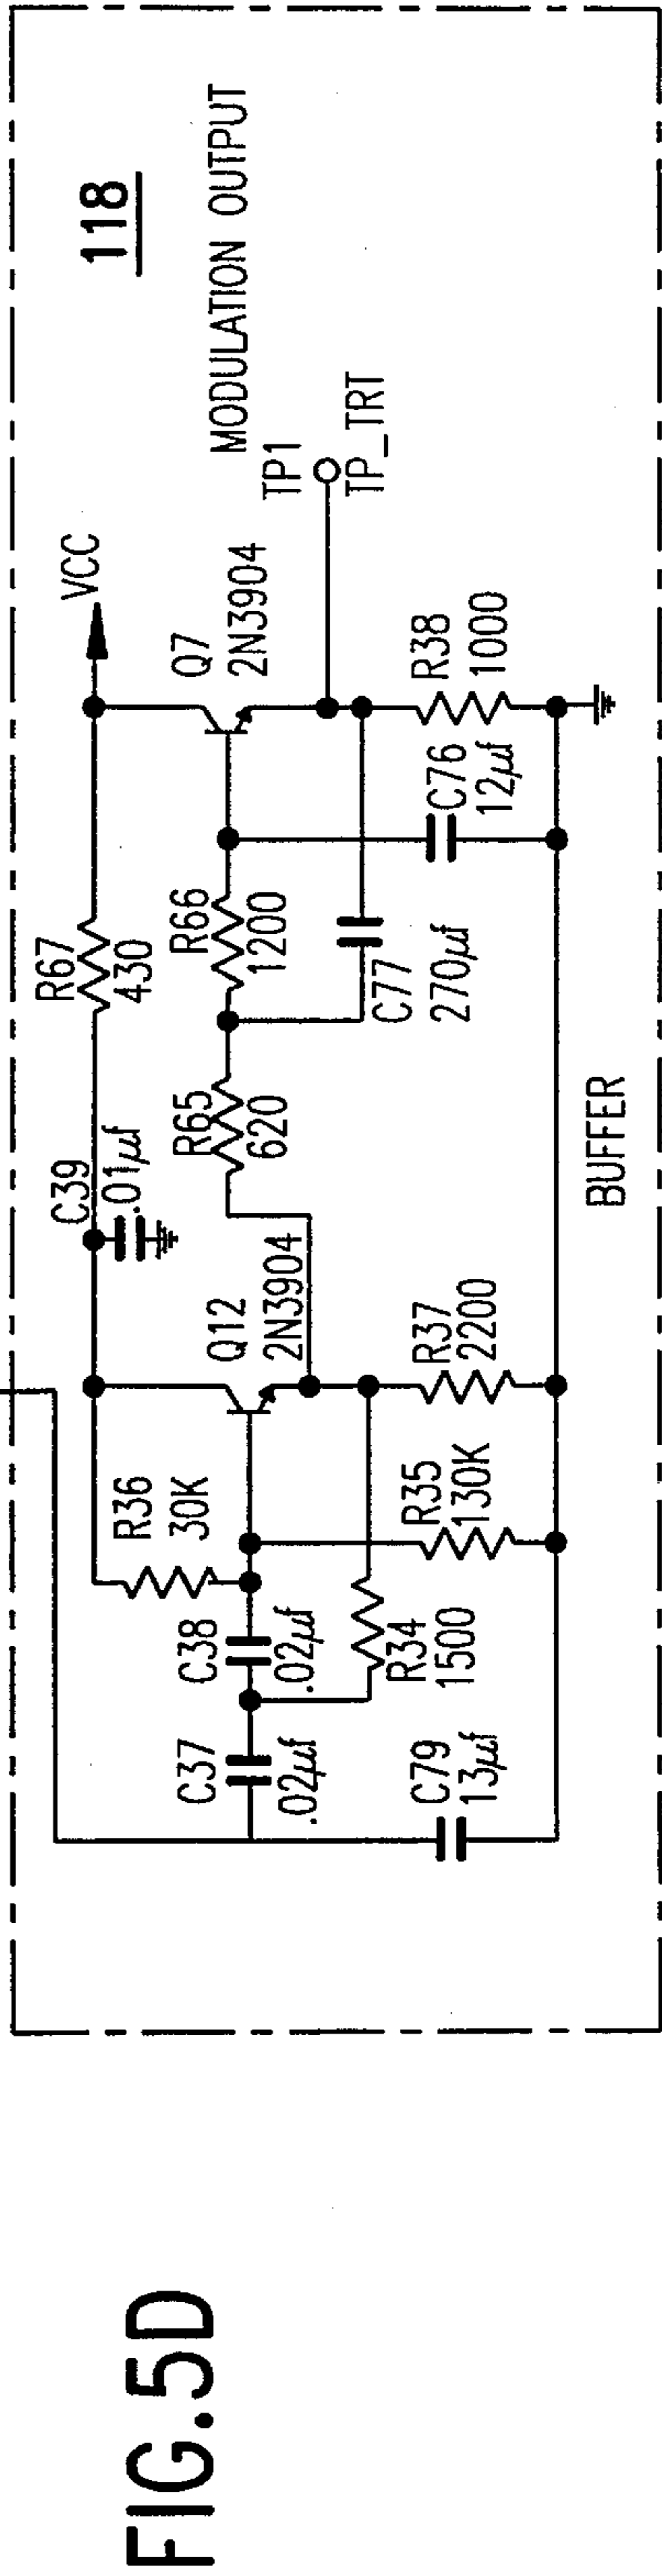 118
MODULATION OUTPUT
VCC
TP1
TP_TRT
Q7
2N3904
R38
1000
C76
12µf
R67
430
R66
1200
C77
270µf
C39
.01µf
R65
620
BUFFER
Q12
2N3904
R37
2200
R36
30K
R35
130K
C38
.02µf
R34
1500
C37
.02µf
C79
13µf
FIG.5D